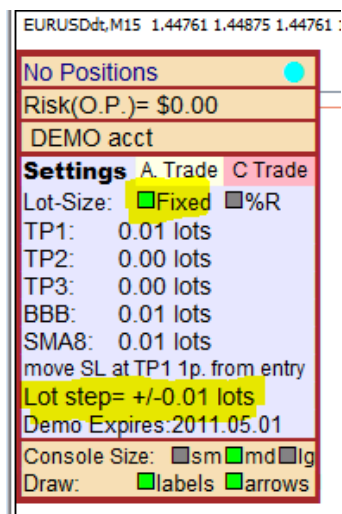 EURUSDdt,M15 1.44761 1.44875 1.44761
No Positions
Risk(O.P.)= $0.00
DEMO acct
Settings A. Trade C Trade
Lot-Size: Fixed %R
TP1: 0.01 lots
TP2: 0.00 lots
TP3: 0.00 lots
BBB: 0.01 lots
SMA8: 0.01 lots
move SL at TP1 1p. from entry
Lot step= +/-0.01 lots
Demo Expires:2011.05.01
Console Size: sm md lg
Draw: labels arrows